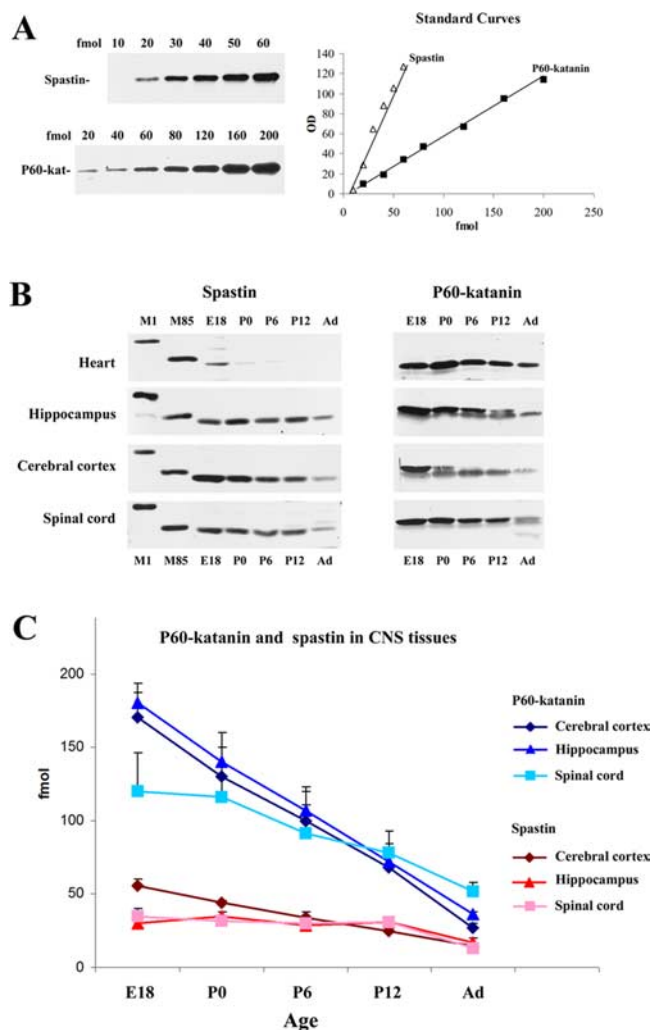 A
fmol 10 20 30 40 50 60
Spastin-
fmol
20 40 60 80 120 160 200
P60-kat-
Standard Curves
140
120
100
80
60
40
20
0
OD
Spastin
P60-katanin
0 50 100 150 200 250
fmol
B
Spastin
P60-katanin
M1 M85 E18 P0 P6 P12 Ad
E18 P0 P6 P12 Ad
Heart
Hippocampus
Cerebral cortex
Spinal cord
M1 M85 E18 P0 P6 P12 Ad
E18 P0 P6 P12 Ad
C
P60-katanin and spastin in CNS tissues
200
150
100
50
0
fmol
P60-katanin
Cerebral cortex
Hippocampus
Spinal cord
Spastin
Cerebral cortex
Hippocampus
Spinal cord
E18 P0 P6 P12 Ad
Age